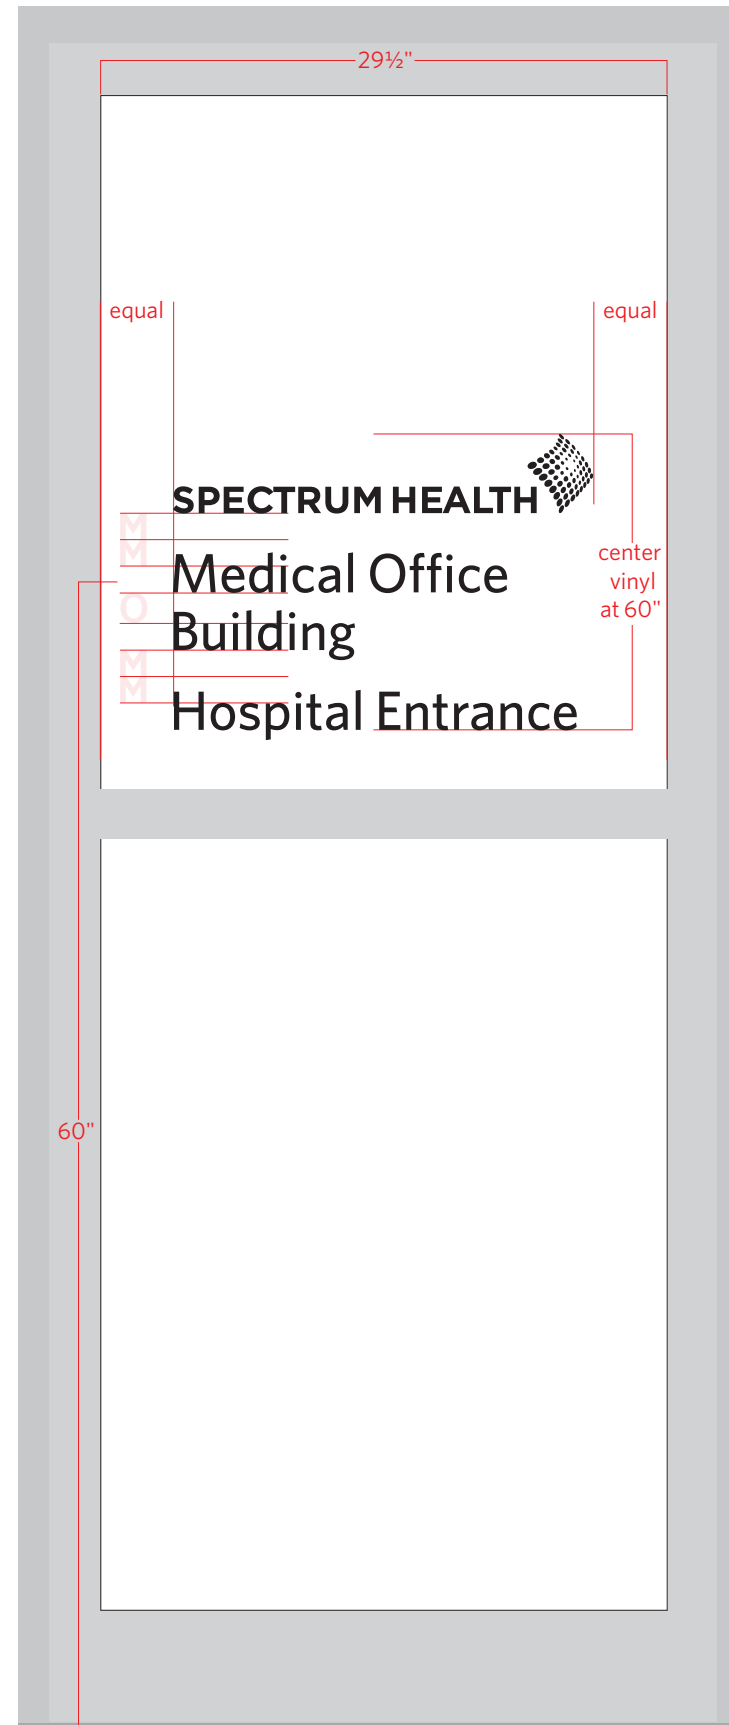 29½"
equal
equal
SPECTRUM HEALTH
M
M
Medical Office
center
vinyl
at 60"
O
Building
M
M
Hospital Entrance
60"